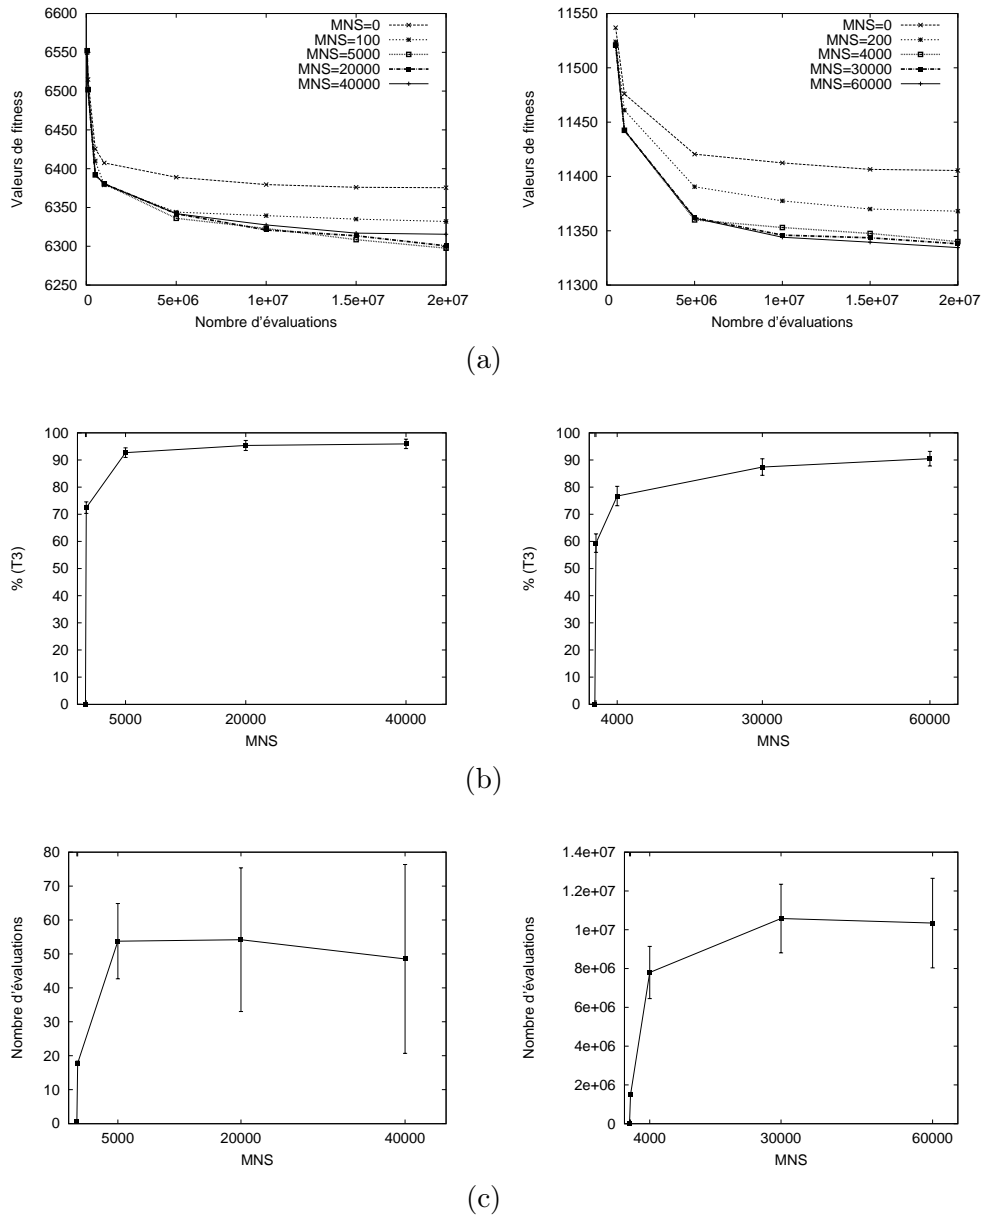 6600
6550
6500
6450
6400
6350
6300
6250
Valeurs de fitness
MNS=0
MNS=100
MNS=5000
MNS=20000
MNS=40000
0 5e+06 1e+07 1.5e+07 2e+07
Nombre d'évaluations
11550
11500
11450
11400
11350
11300
Valeurs de fitness
MNS=0
MNS=200
MNS=4000
MNS=30000
MNS=60000
0 5e+06 1e+07 1.5e+07 2e+07
Nombre d'évaluations
(a)
100
90
80
70
60
50
40
30
20
10
0
% (T3)
5000 20000 40000
MNS
100
90
80
70
60
50
40
30
20
10
0
% (T3)
4000 30000 60000
MNS
(b)
80
70
60
50
40
30
20
10
0
Nombre d'évaluations
5000 20000 40000
MNS
1.4e+07
1.2e+07
1e+07
8e+06
6e+06
4e+06
2e+06
0
Nombre d'évaluations
4000 30000 60000
MNS
(c)